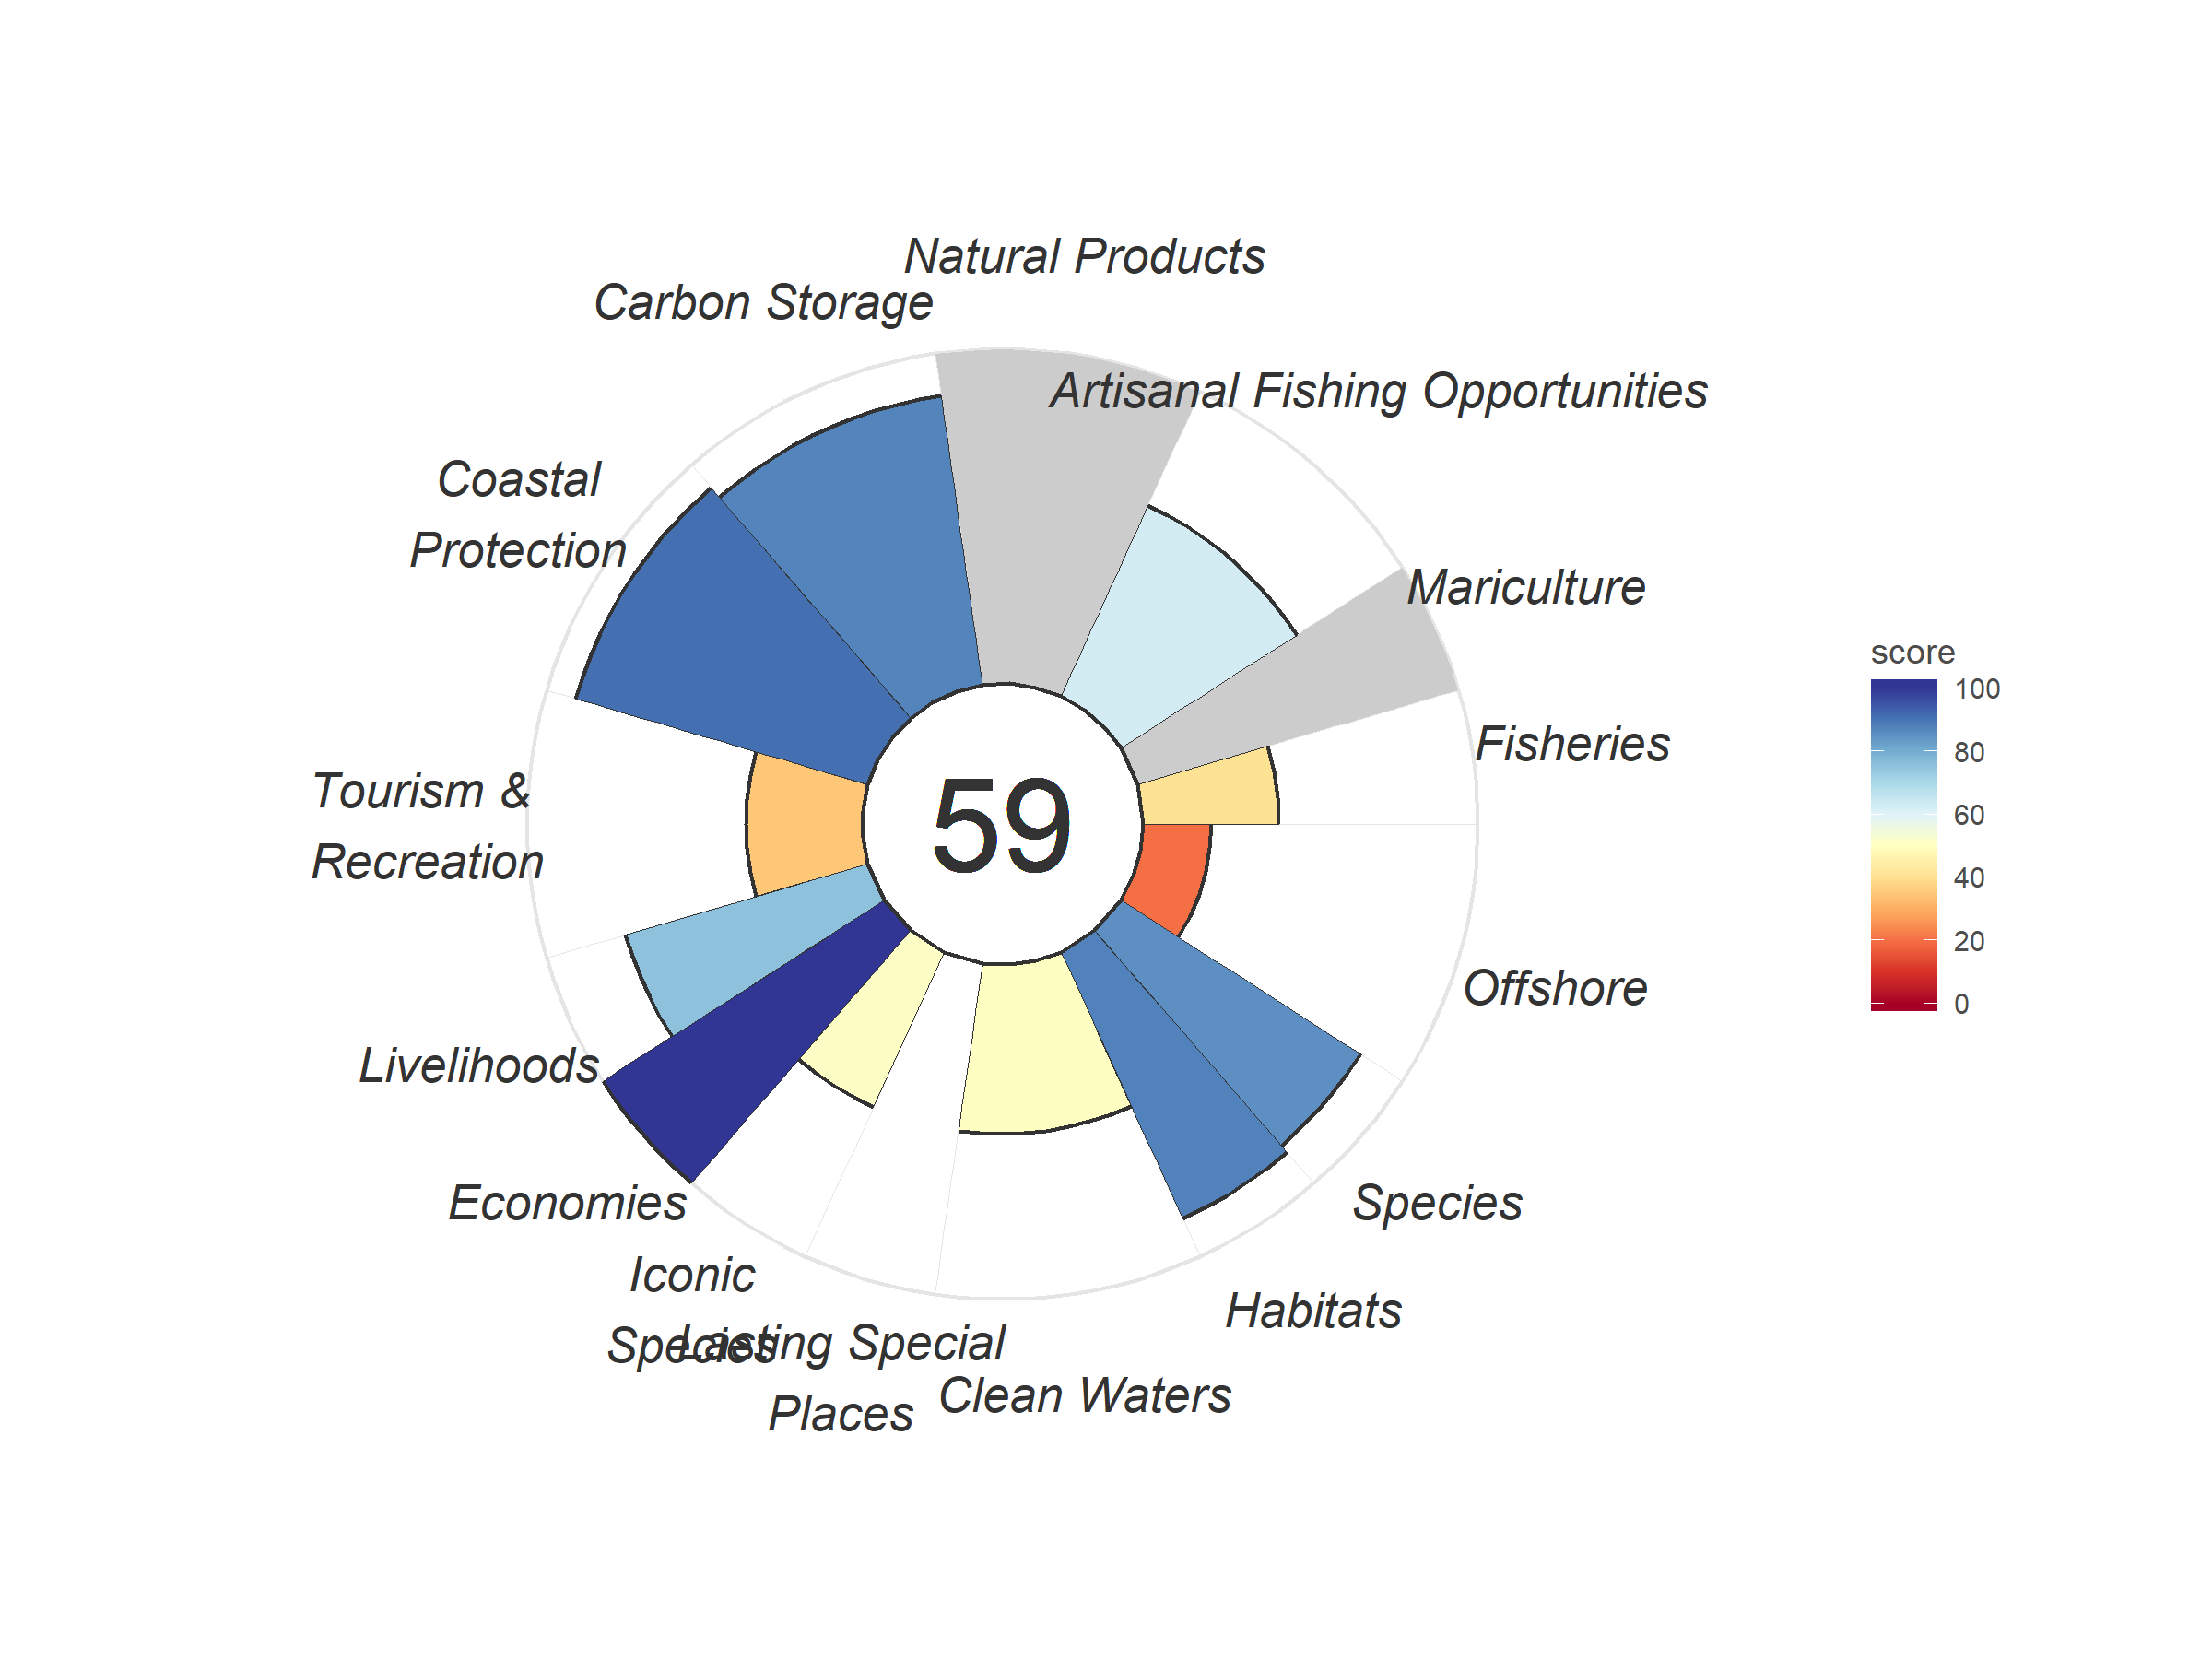 Natural Products
Carbon Storage
Artisanal Fishing Opportunities
Coastal
Protection
Mariculture
score
100
80
60
40
20
0
Fisheries
Tourism &
Recreation
59
Offshore
Livelihoods
Economies
Species
Iconic
Species
Habitats
Lasting Special
Places
Clean Waters